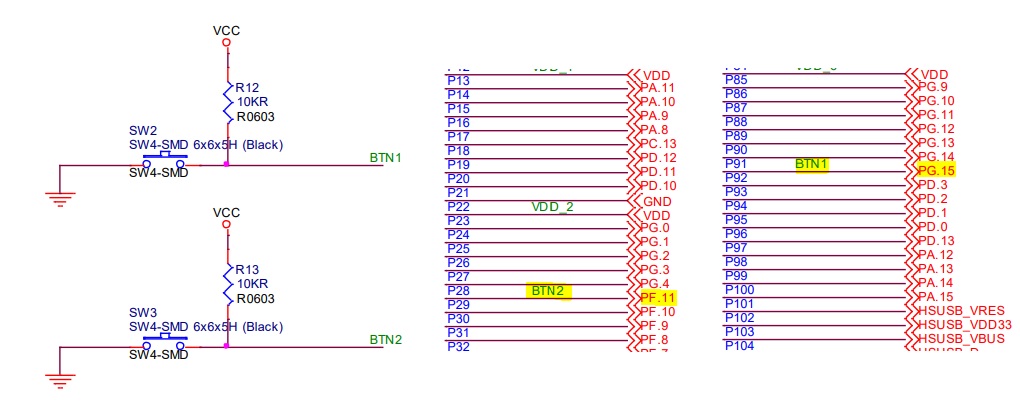 VCC
R12
10KR
R0603
SW2
SW4-SMD 6x6x5H (Black)
SW4-SMD
BTN1
VCC
R13
10KR
R0603
SW3
SW4-SMD 6x6x5H (Black)
SW4-SMD
BTN2
VDD
P13 PA.11
P14 PA.10
P15 PA.9
P16 PA.8
P17 PC.13
P18 PD.12
P19 PD.11
P20 PD.10
P21 GND
P22 VDD_2 VDD
P23 PG.0
P24 PG.1
P25 PG.2
P26 PG.3
P27 PG.4
P28 BTN2 PF.11
P29 PF.10
P30 PF.9
P31 PF.8
P32
VDD
P85 PG.9
P86 PG.10
P87 PG.11
P88 PG.12
P89 PG.13
P90 PG.14
P91 BTN1 PG.15
P92 PD.3
P93 PD.2
P94 PD.1
P95 PD.0
P96 PD.13
P97 PA.12
P98 PA.13
P99 PA.14
P100 PA.15
P101 HSUSB_VRES
P102 HSUSB_VDD33
P103 HSUSB_VBUS
P104